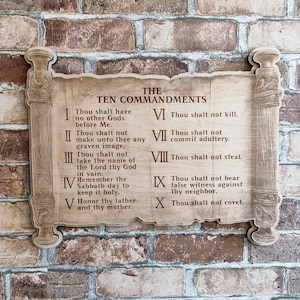 THE
TEN COMMANDMENTS
I Thou shalt have
no other Gods
before Me.
II Thou shalt not
make unto thee any
graven image.
III Thou shalt not
take the name of
the Lord thy God
in vain.
IV Remember the
Sabbath day to
keep it holy.
V Honor thy father,
and thy mother.
VI Thou shalt not kill.
VII Thou shalt not
commit adultery.
VIII Thou shalt not steal.
IX Thou shalt not bear
false witness against
thy neighbor.
X Thou shalt not covet.